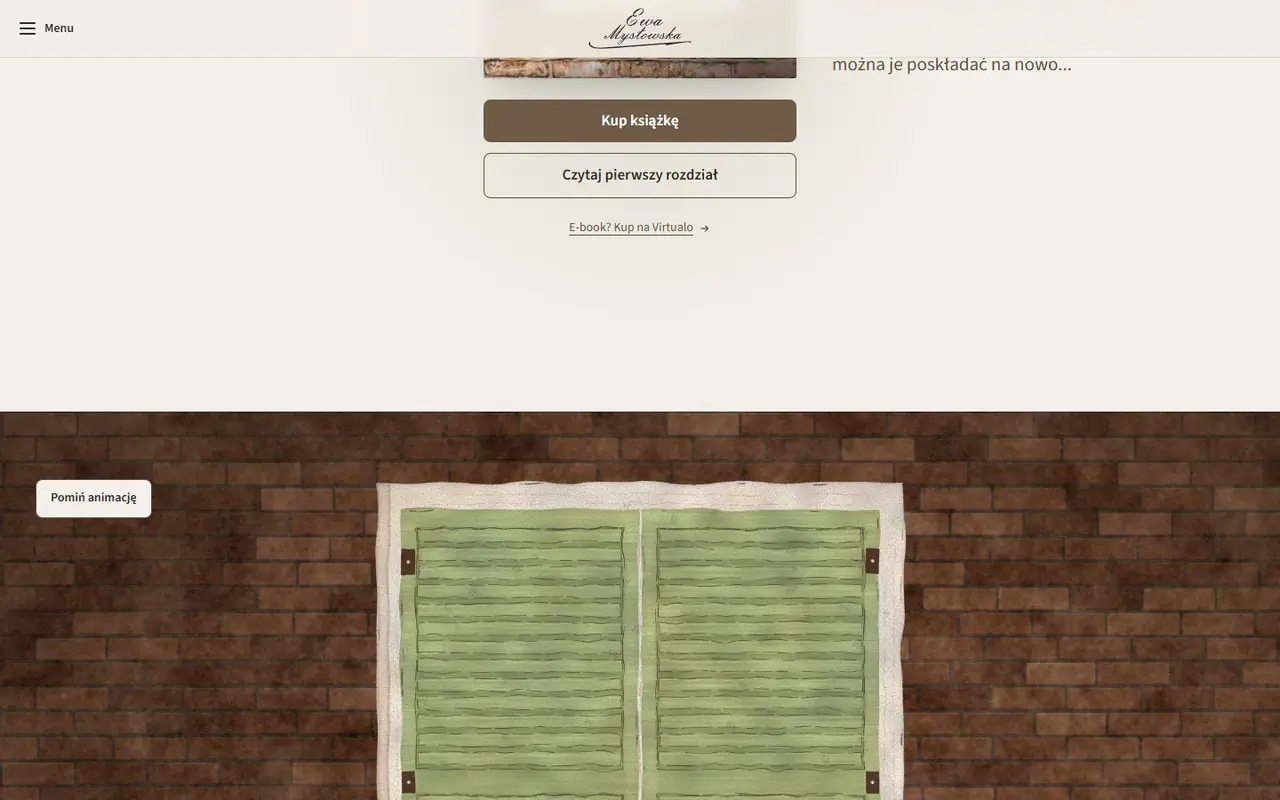 Menu
Ewa
Mysłowska
można je poskładać na nowo...
Kup książkę
Czytaj pierwszy rozdział
E-book? Kup na Virtualo →
Pomiń animację